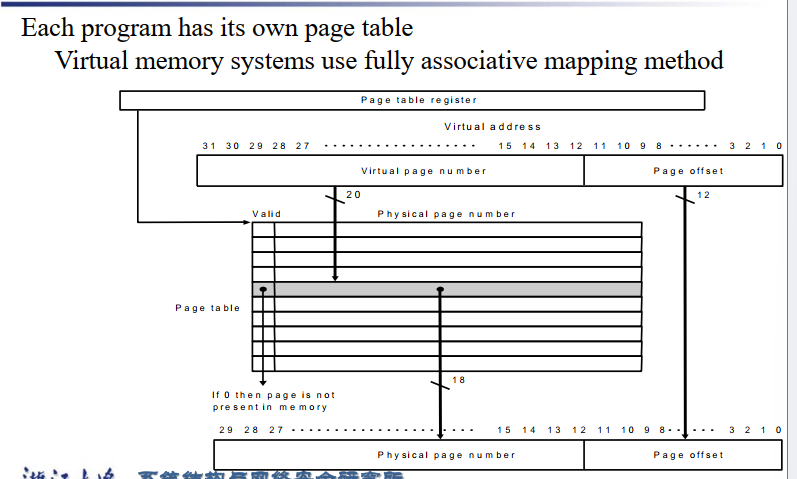 Each program has its own page table
Virtual memory systems use fully associative mapping method
Page table register
Virtual address
31 30 29 28 27 ·················· 15 14 13 12 11 10 9 8 ······ 3 2 1 0
Virtual page number Page offset
20 12
Valid Physical page number
Page table
18
If 0 then page is not
present in memory
29 28 27 ·················· 15 14 13 12 11 10 9 8 ······ 3 2 1 0
Physical page number Page offset